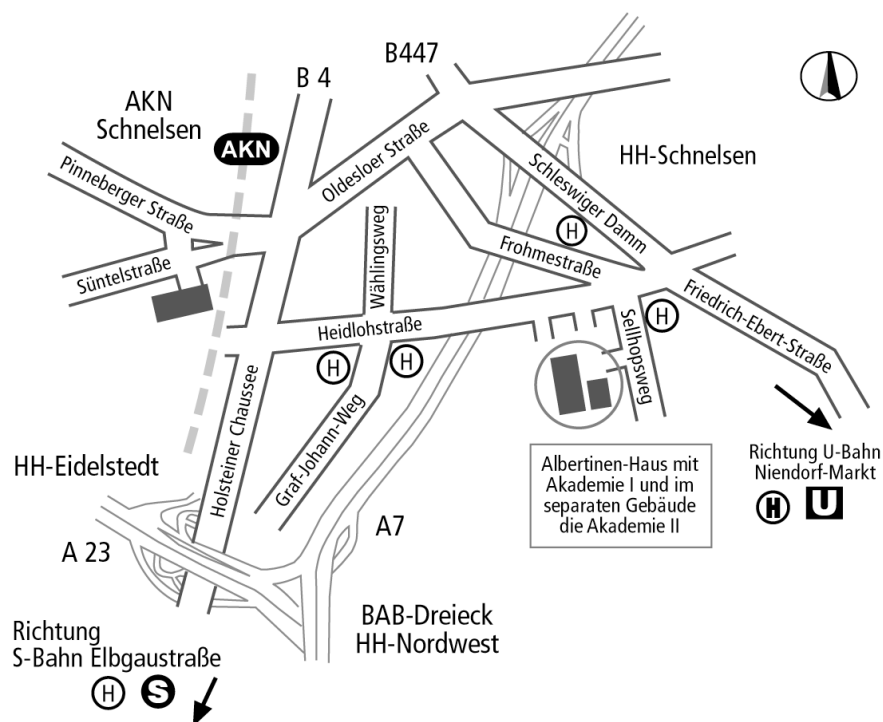 B447
B 4
AKN
Schnelsen
AKN
Oldesloer Straße
HH-Schnelsen
Pinneberger Straße
Schleswiger Damm
H
Wählingsweg
Frohmestraße
Süntelstraße
Friedrich-Ebert-Straße
H
Heidlohstraße
Sellhopsweg
H
H
Graf-Johann-Weg
Holsteiner Chaussee
HH-Eidelstedt
Albertinen-Haus mit
Akademie I und im
separaten Gebäude
die Akademie II
Richtung U-Bahn
Niendorf-Markt
H U
A7
A 23
BAB-Dreieck
HH-Nordwest
Richtung
S-Bahn Elbgaustraße
H S